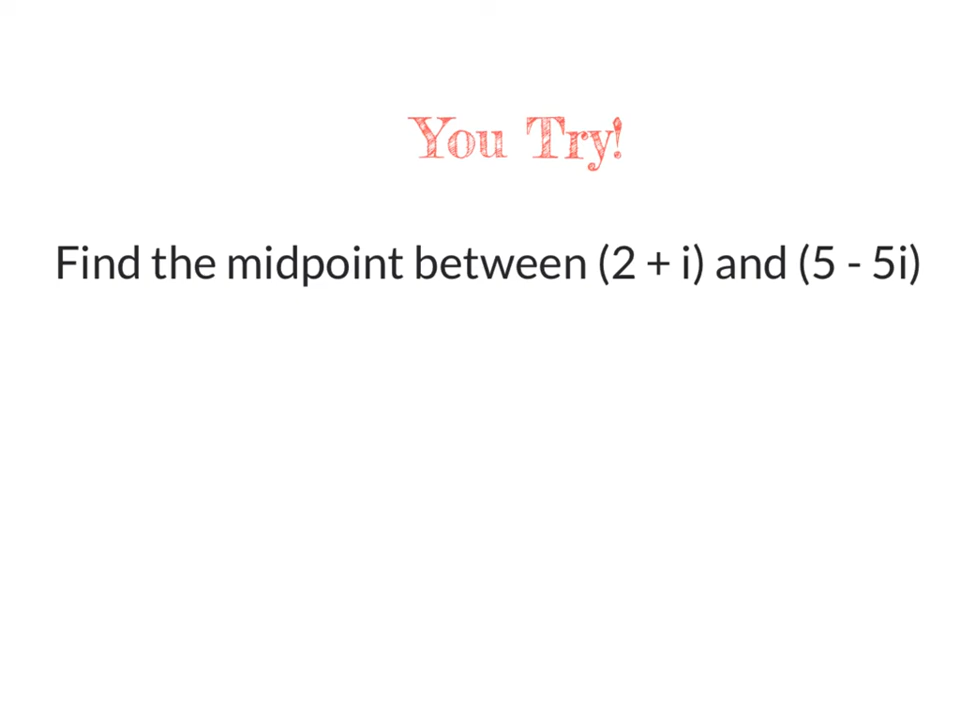 You Try!
Find the midpoint between (2 + i) and (5 - 5i)